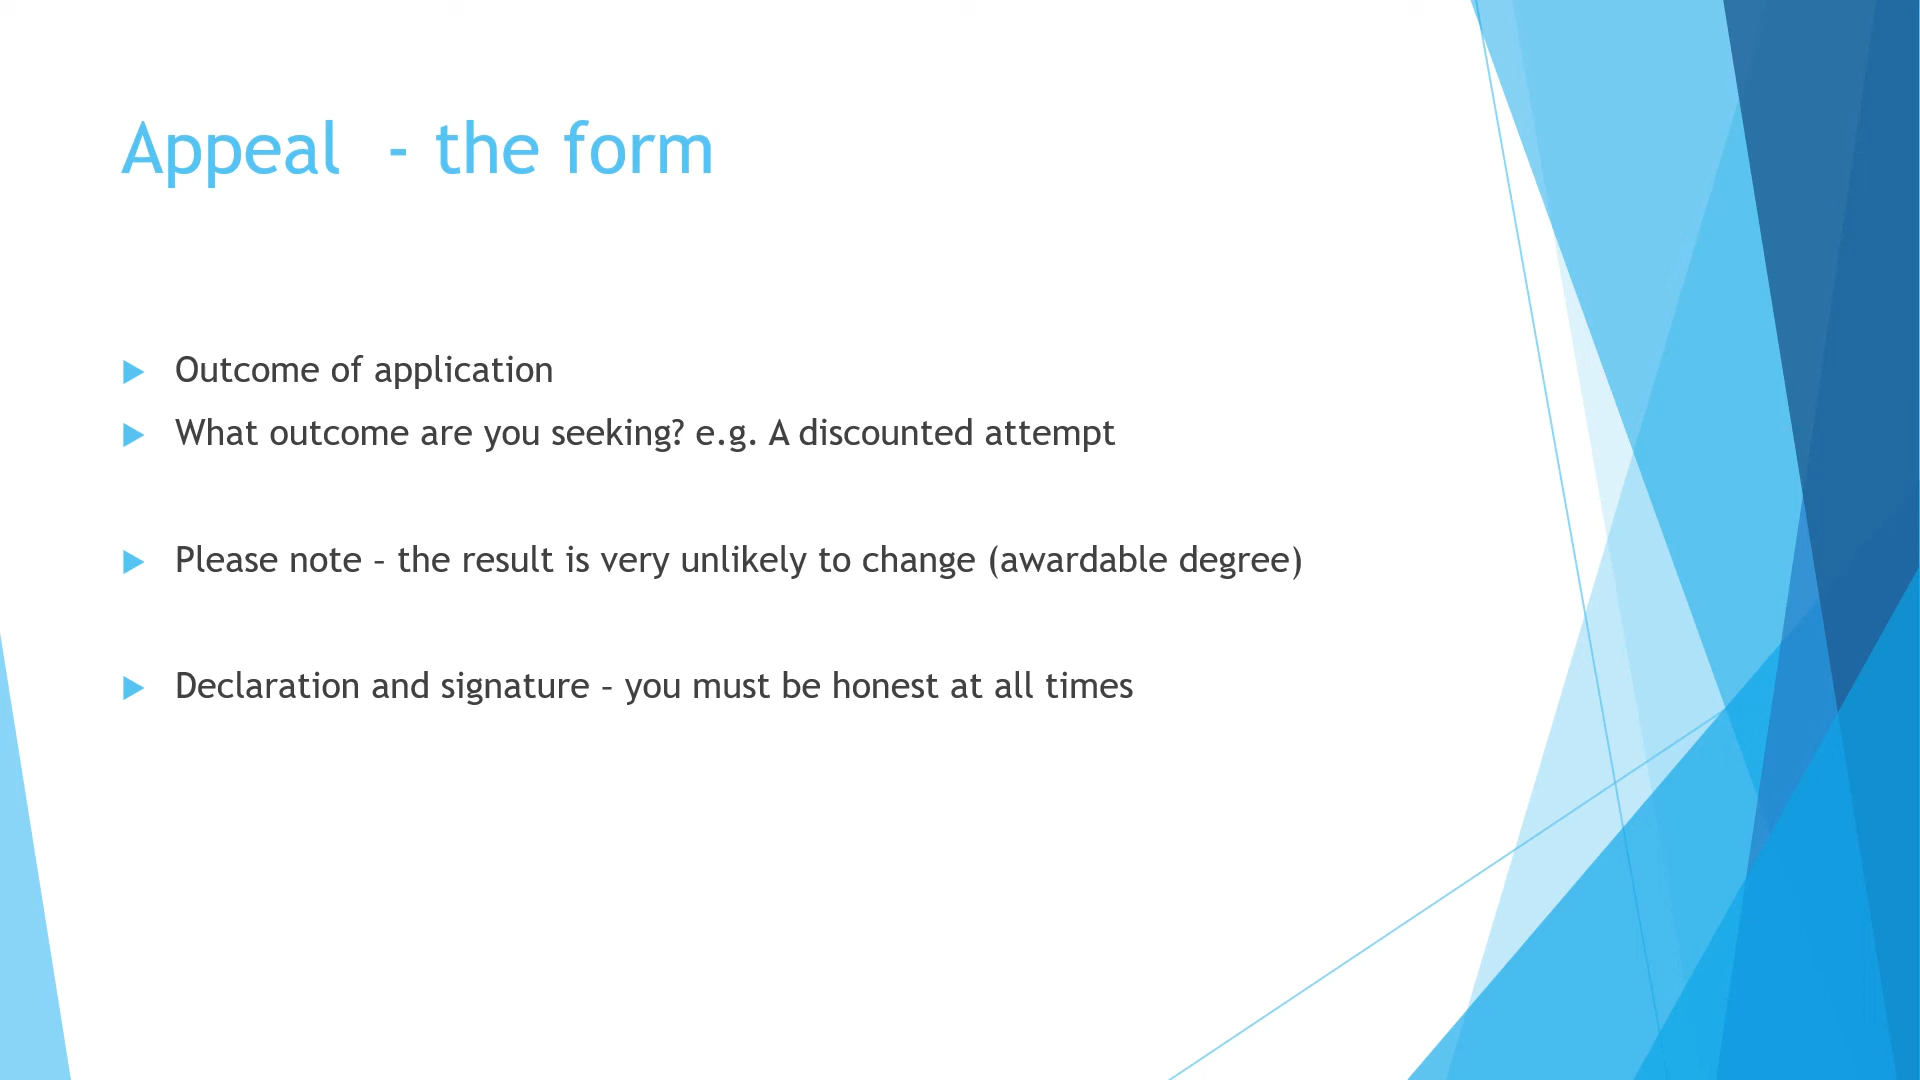 Appeal  - the form
Outcome of application
What outcome are you seeking? e.g. A discounted attempt
Please note – the result is very unlikely to change (awardable degree)
Declaration and signature – you must be honest at all times